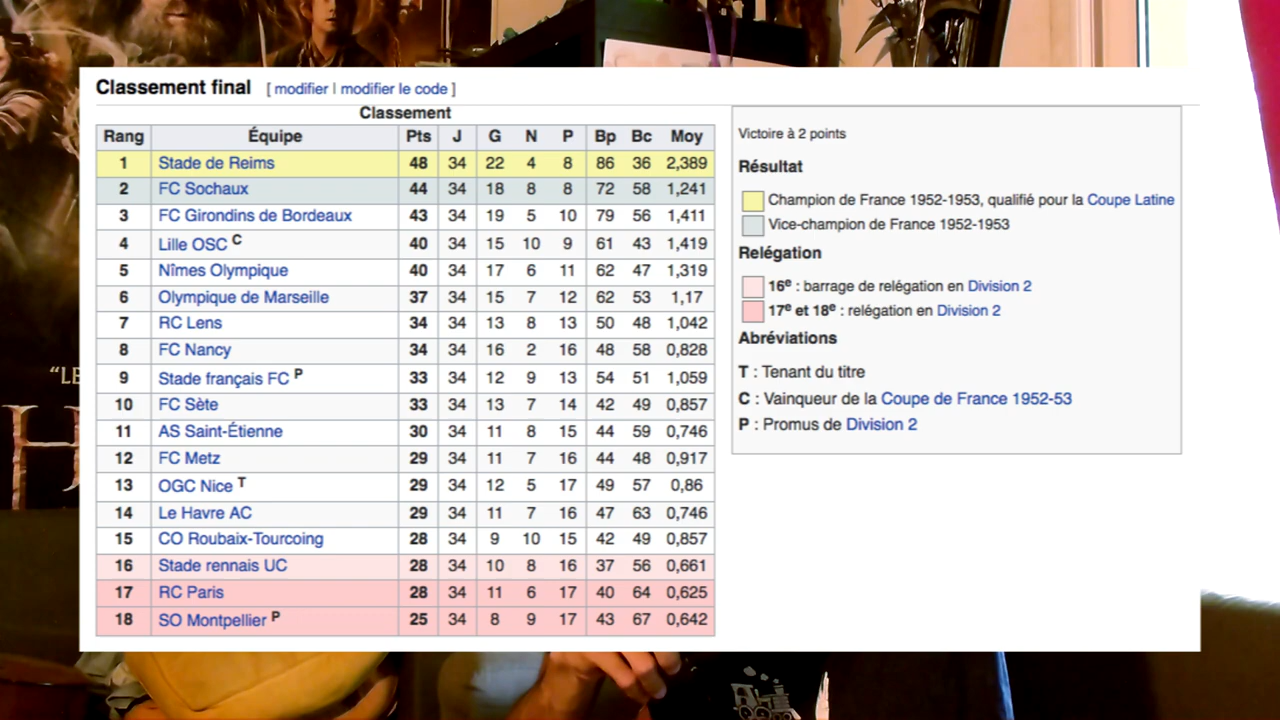 Classement final [ modifier | modifier le code ]
Classement
Rang Équipe Pts J G N P Bp Bc Moy
1 Stade de Reims 48 34 22 4 8 86 36 2,389
2 FC Sochaux 44 34 18 8 8 72 58 1,241
3 FC Girondins de Bordeaux 43 34 19 5 10 79 56 1,411
4 Lille OSC C 40 34 15 10 9 61 43 1,419
5 Nîmes Olympique 40 34 17 6 11 62 47 1,319
6 Olympique de Marseille 37 34 15 7 12 62 53 1,17
7 RC Lens 34 34 13 8 13 50 48 1,042
8 FC Nancy 34 34 16 2 16 48 58 0,828
9 Stade français FC P 33 34 12 9 13 54 51 1,059
10 FC Sète 33 34 13 7 14 42 49 0,857
11 AS Saint-Étienne 30 34 11 8 15 44 59 0,746
12 FC Metz 29 34 11 7 16 44 48 0,917
13 OGC Nice T 29 34 12 5 17 49 57 0,86
14 Le Havre AC 29 34 11 7 16 47 63 0,746
15 CO Roubaix-Tourcoing 28 34 9 10 15 42 49 0,857
16 Stade rennais UC 28 34 10 8 16 37 56 0,661
17 RC Paris 28 34 11 6 17 40 64 0,625
18 SO Montpellier P 25 34 8 9 17 43 67 0,642
Victoire à 2 points
Résultat
Champion de France 1952-1953, qualifié pour la Coupe Latine
Vice-champion de France 1952-1953
Relégation
16e : barrage de relégation en Division 2
17e et 18e : relégation en Division 2
Abréviations
T : Tenant du titre
C : Vainqueur de la Coupe de France 1952-53
P : Promus de Division 2
“LE
H